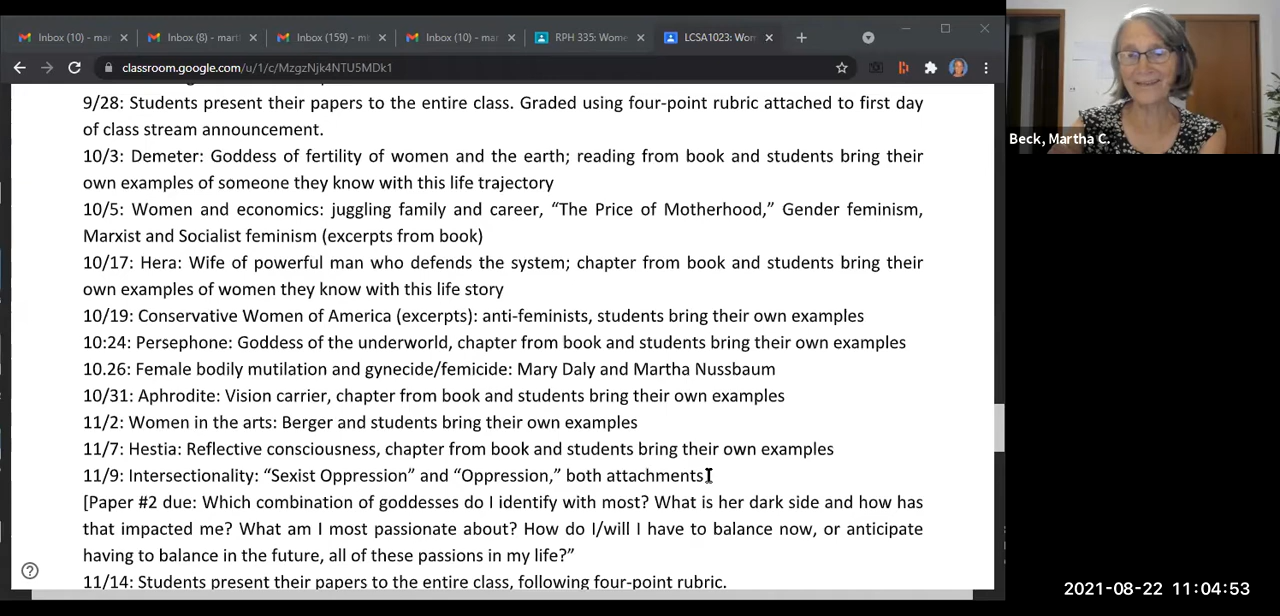 Inbox (10) - mar
Inbox (8) - mart
Inbox (159) - m
Inbox (10) - mar
RPH 335: Wome
LCSA1023: Wom
classroom.google.com/u/1/c/MzgzNjk4NTU5MDk1
9/28: Students present their papers to the entire class. Graded using four-point rubric attached to first day
of class stream announcement.
10/3: Demeter: Goddess of fertility of women and the earth; reading from book and students bring their
own examples of someone they know with this life trajectory
10/5: Women and economics: juggling family and career, “The Price of Motherhood,” Gender feminism,
Marxist and Socialist feminism (excerpts from book)
10/17: Hera: Wife of powerful man who defends the system; chapter from book and students bring their
own examples of women they know with this life story
10/19: Conservative Women of America (excerpts): anti-feminists, students bring their own examples
10:24: Persephone: Goddess of the underworld, chapter from book and students bring their own examples
10.26: Female bodily mutilation and gynecide/femicide: Mary Daly and Martha Nussbaum
10/31: Aphrodite: Vision carrier, chapter from book and students bring their own examples
11/2: Women in the arts: Berger and students bring their own examples
11/7: Hestia: Reflective consciousness, chapter from book and students bring their own examples
11/9: Intersectionality: “Sexist Oppression” and “Oppression,” both attachments
[Paper #2 due: Which combination of goddesses do I identify with most? What is her dark side and how has
that impacted me? What am I most passionate about? How do I/will I have to balance now, or anticipate
having to balance in the future, all of these passions in my life?”
11/14: Students present their papers to the entire class, following four-point rubric.
Beck, Martha C.
2021-08-22 11:04:53